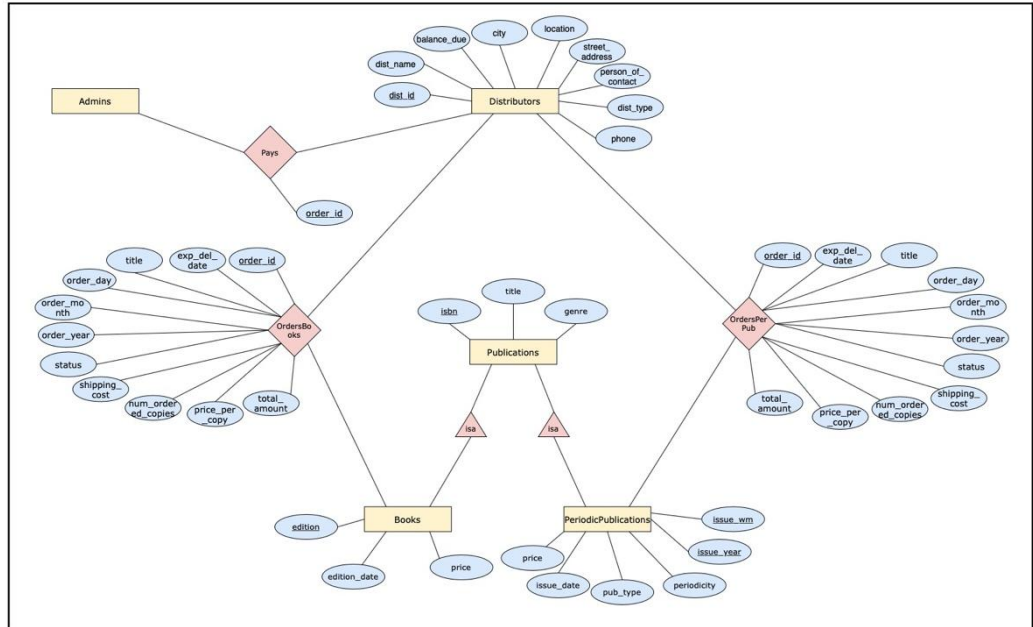 location
city
balance_due
street_
address
dist_name
person_of_
contact
Admins
dist_id
Distributors
dist_type
phone
Pays
order_id
title
exp_del_
date
order_id
order_day
order_mo
nth
order_year
status
shipping_
cost
num_order
ed_copies
price_per
_copy
total_
amount
OrdersBo
oks
title
isbn
genre
Publications
order_id
exp_del_
date
title
order_day
order_mo
nth
order_year
status
shipping_
cost
num_order
ed_copies
price_per
_copy
total_
amount
OrdersPer
Pub
isa
isa
Books
edition
edition_date
price
PeriodicPublications
issue_wm
issue_year
price
issue_date
pub_type
periodicity